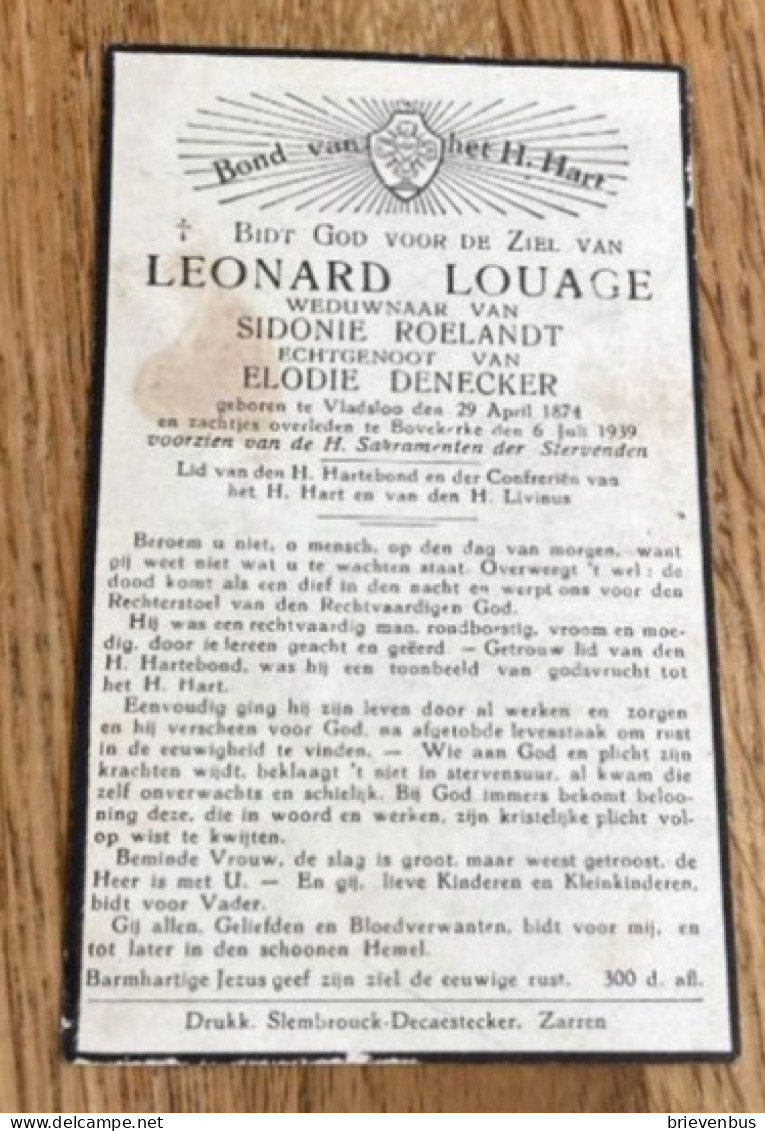 Bond van het H. Hart
† BIDT GOD VOOR DE ZIEL VAN
LEONARD LOUAGE
WEDUWNAAR VAN
SIDONIE ROELANDT
ECHTGENOOT VAN
ELODIE DENECKER
geboren te Vladsloo den 29 April 1874
en zachtjes overleden te Bovekerke den 6 Juli 1939
voorzien van de H. Sakramenten der Stervenden
Lid van den H. Hartebond en der Confreriën van
het H. Hart en van den H. Livinus
Beroem u niet, o mensch, op den dag van morgen, want
gij weet niet wat u te wachten staat. Overweegt 't wel : de
dood komt als een dief in den nacht en werpt ons voor den
Rechterstoel van den Rechtvaardigen God.
Hij was een rechtvaardig man, rondborstig, vroom en moe-
dig, door iedereen geacht en geëerd. — Getrouw lid van den
H. Hartebond, was hij een toonbeeld van godsvrucht tot
het H. Hart.
Eenvoudig ging hij zijn leven door al werken en zorgen
en hij verscheen voor God, na afgetobde levenstaak om rust
in de eeuwigheid te vinden. — Wie aan God en plicht zijn
krachten wijdt, beklaagt 't niet in stervensuur, al kwam die
zelf onverwachts en schielijk. Bij God immers bekomt beloo-
ning deze, die in woord en werken, zijn kristelijke plicht vol-
op wist te kwijten.
Beminde Vrouw, de slag is groot, maar weest getroost, de
Heer is met U. — En gij, lieve Kinderen en Kleinkinderen,
bidt voor Vader.
Gij allen, Geliefden en Bloedverwanten, bidt voor mij, en
tot later in den schoonen Hemel.
Barmhartige Jezus geef zijn ziel de eeuwige rust. 300 d. afl.
Drukk. Slembrouck-Decaestecker, Zarren
delcampe.net
brievenbus